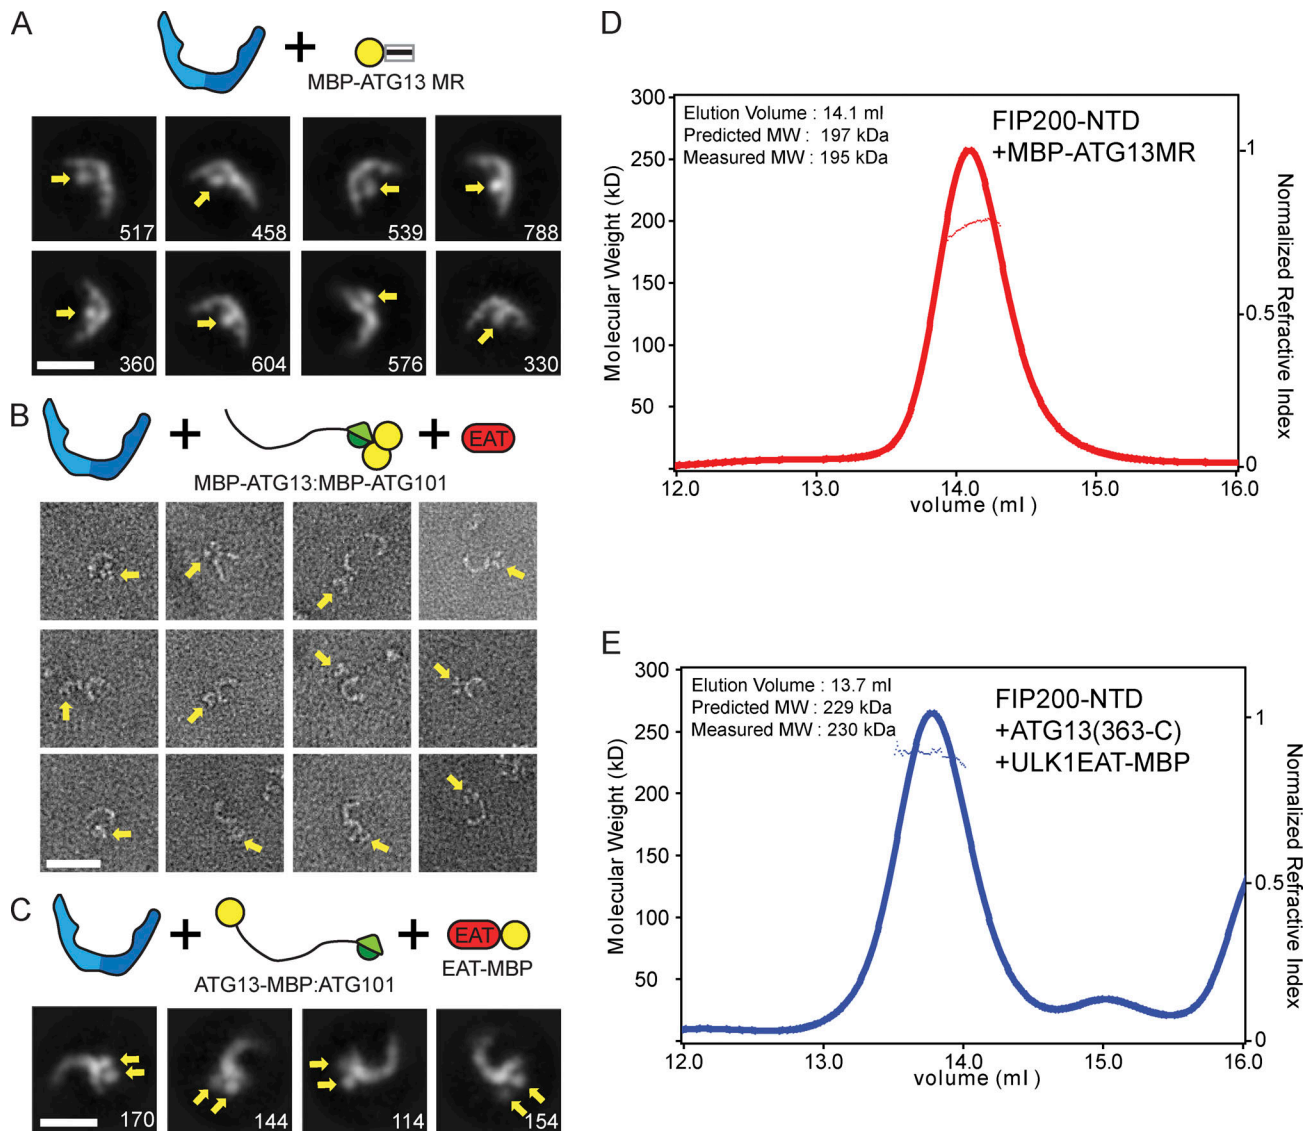 A
MBP-ATG13 MR
517
458
539
788
360
604
576
330
B
EAT
MBP-ATG13:MBP-ATG101
C
EAT
ATG13-MBP:ATG101
EAT-MBP
170
144
114
154
D
Elution Volume : 14.1 ml
Predicted MW : 197 kDa
Measured MW : 195 kDa
FIP200-NTD
+MBP-ATG13MR
Molecular Weight (kD)
300
250
200
150
100
50
1
0.5
0
Normalized Refractive Index
12.0
13.0
14.0
15.0
16.0
volume (ml)
E
Elution Volume : 13.7 ml
Predicted MW : 229 kDa
Measured MW : 230 kDa
FIP200-NTD
+ATG13(363-C)
+ULK1EAT-MBP
Molecular Weight (kD)
300
250
200
150
100
50
1
0.5
0
Normalized Refractive Index
12.0
13.0
14.0
15.0
16.0
volume (ml)